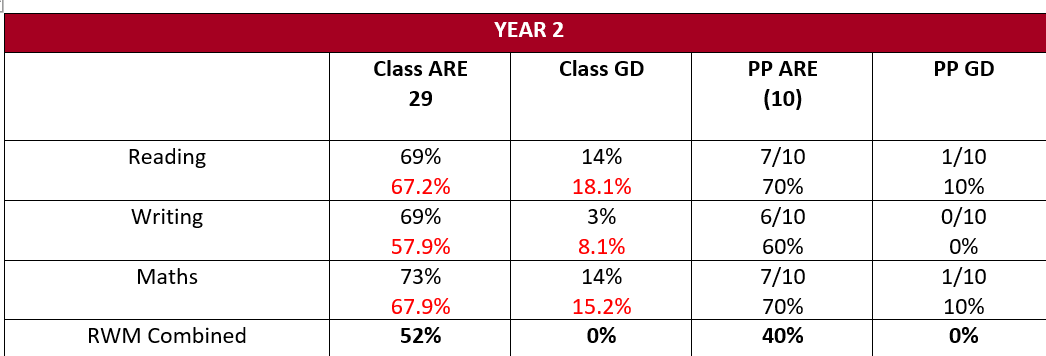 YEAR 2
Class ARE Class GD PP ARE PP GD
29 (10)
Reading 69% 14% 7/10 1/10
67.2% 18.1% 70% 10%
Writing 69% 3% 6/10 0/10
57.9% 8.1% 60% 0%
Maths 73% 14% 7/10 1/10
67.9% 15.2% 70% 10%
RWM Combined 52% 0% 40% 0%